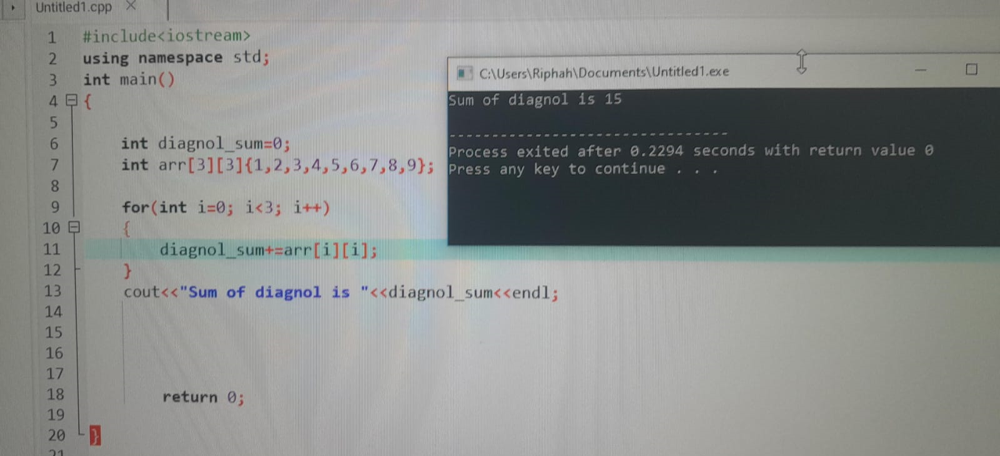 Untitled1.cpp
1 #include<iostream>
2 using namespace std;
3 int main()
4 {
5
6 int diagnol_sum=0;
7 int arr[3][3]{1,2,3,4,5,6,7,8,9};
8
9 for(int i=0; i<3; i++)
10 {
11 diagnol_sum+=arr[i][i];
12 }
13 cout<<"Sum of diagnol is "<<diagnol_sum<<endl;
14
15
16
17
18 return 0;
19
20 }
21
C:\Users\Riphah\Documents\Untitled1.exe
Sum of diagnol is 15
--------------------------------
Process exited after 0.2294 seconds with return value 0
Press any key to continue . . .